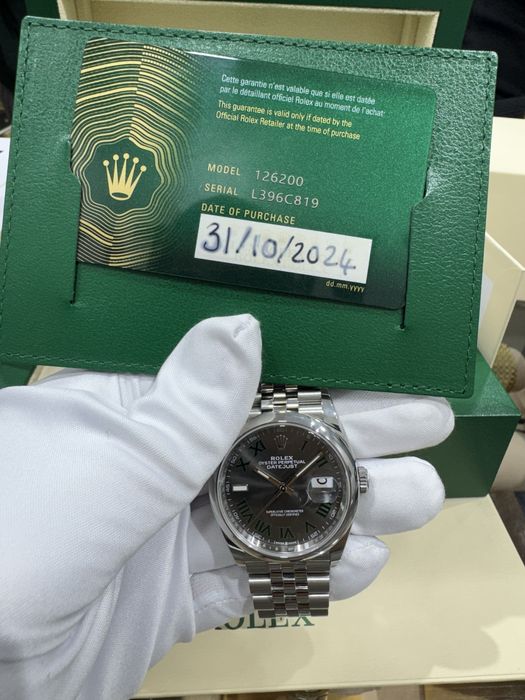 Cette garantie n'est valable que si elle est datée
par le détaillant officiel Rolex au moment de l'achat
This guarantee is valid only if dated by the
Official Rolex Retailer at the time of purchase
MODEL 126200
SERIAL L396C819
DATE OF PURCHASE
31/10/2024
dd.mm.yyyy
ROLEX
OYSTER PERPETUAL
DATEJUST
SUPERLATIVE CHRONOMETER
OFFICIALLY CERTIFIED
ROLEX